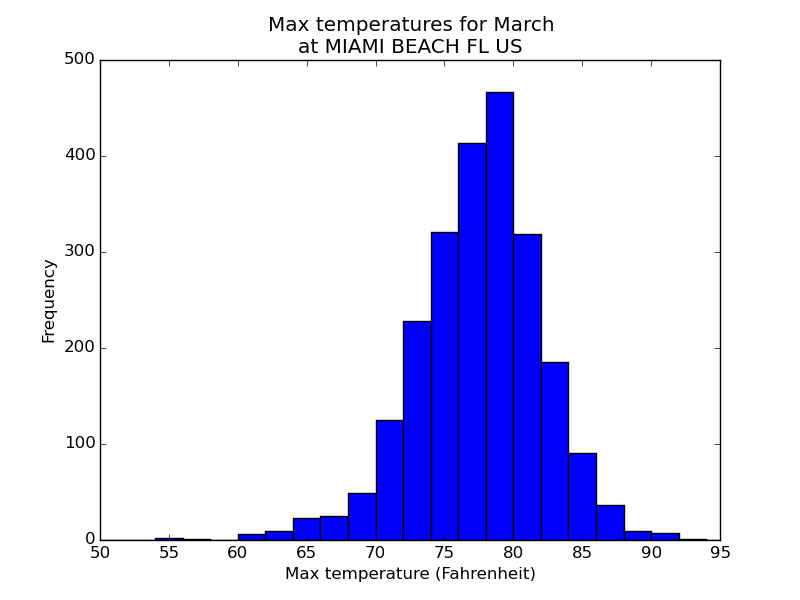 Max temperatures for March
at MIAMI BEACH FL US
500
400
300
200
100
0
Frequency
50 55 60 65 70 75 80 85 90 95
Max temperature (Fahrenheit)